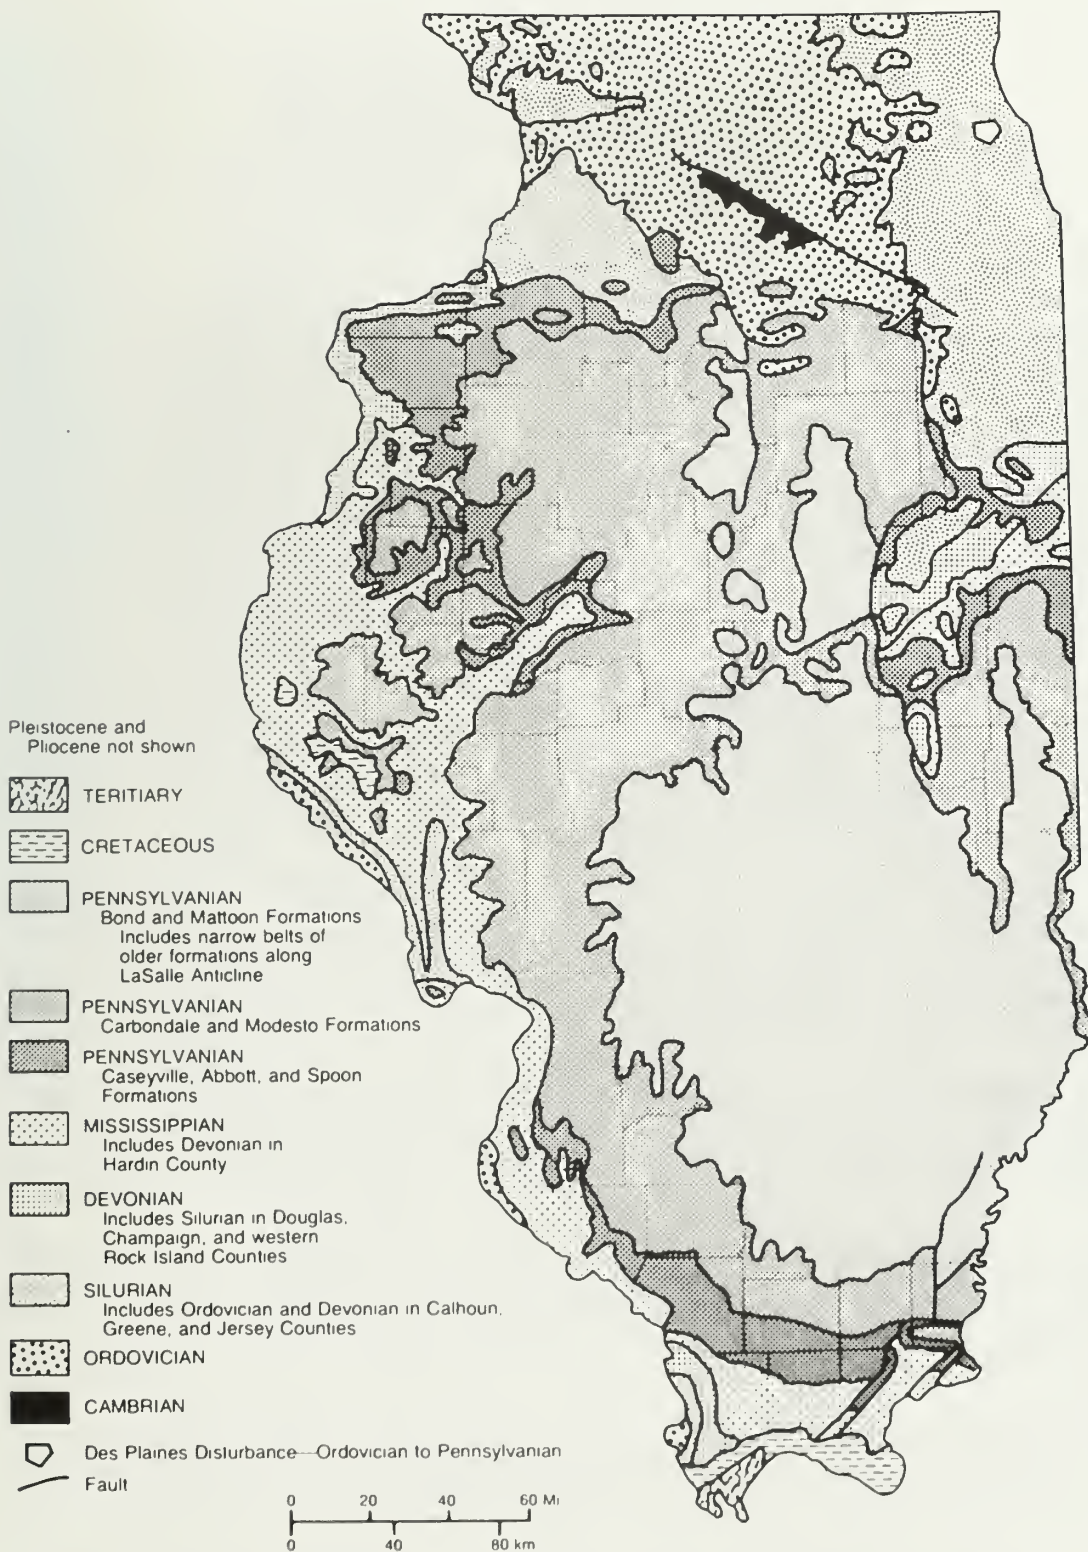 Pleistocene and
Pliocene not shown
TERITIARY
CRETACEOUS
PENNSYLVANIAN
Bond and Mattoon Formations
Includes narrow belts of
older formations along
LaSalle Anticline
PENNSYLVANIAN
Carbondale and Modesto Formations
PENNSYLVANIAN
Caseyville, Abbott, and Spoon
Formations
MISSISSIPPIAN
Includes Devonian in
Hardin County
DEVONIAN
Includes Silurian in Douglas,
Champaign, and western
Rock Island Counties
SILURIAN
Includes Ordovician and Devonian in Calhoun,
Greene, and Jersey Counties
ORDOVICIAN
CAMBRIAN
Des Plaines Disturbance—Ordovician to Pennsylvanian
Fault
0 20 40 60 Mi
0 40 80 km